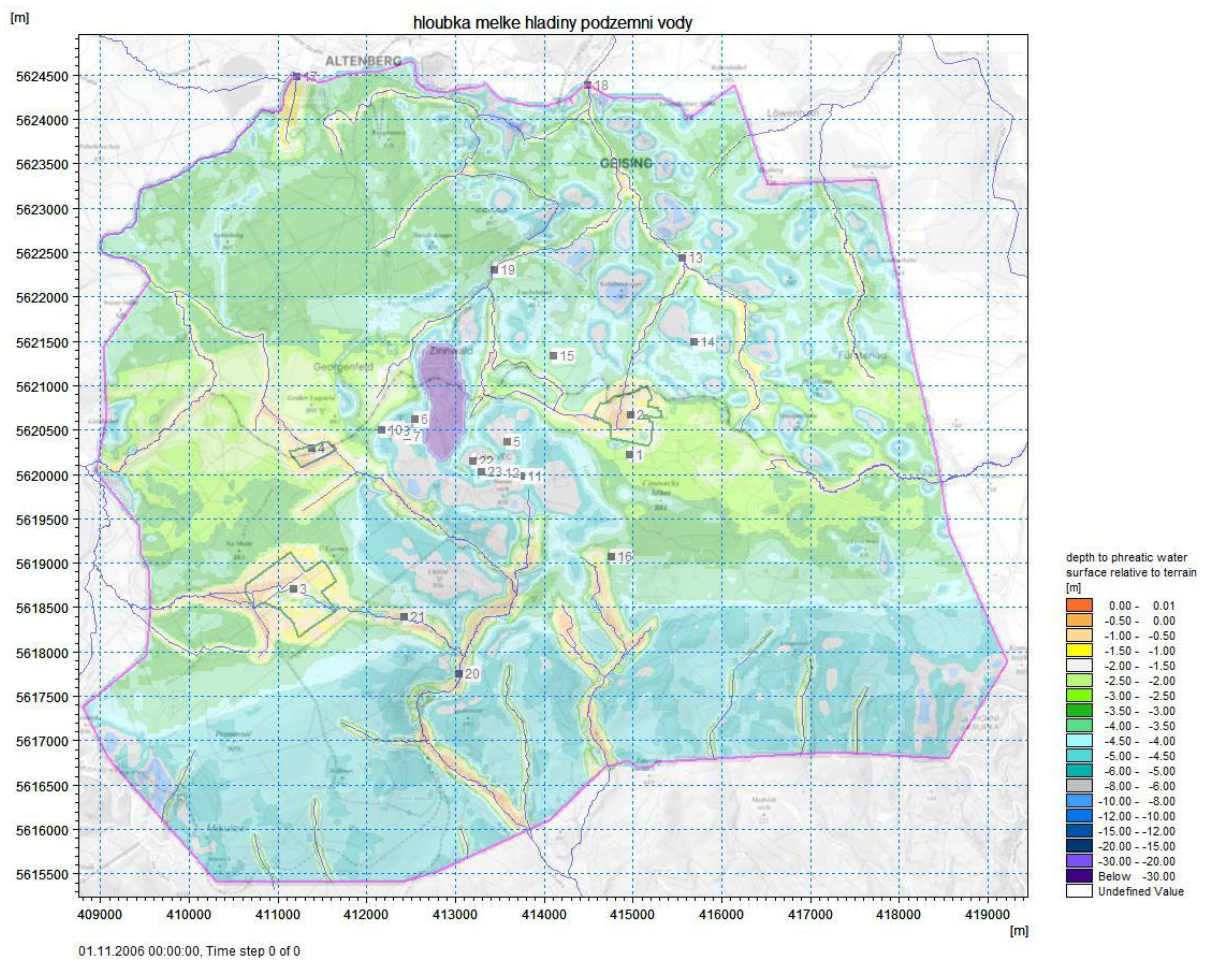 [m]
hloubka melke hladiny podzemni vody
5624500
5624000
5623500
5623000
5622500
5622000
5621500
5621000
5620500
5620000
5619500
5619000
5618500
5618000
5617500
5617000
5616500
5616000
5615500
ALTENBERG
17
18
GEISING
13
19
Zinnwald
14
15
Georgenfeld
Fürstenau
6
2
10
7
5
1
4
22
23
12
11
16
3
21
20
409000 410000 411000 412000 413000 414000 415000 416000 417000 418000 419000
[m]
01.11.2006 00:00:00, Time step 0 of 0
depth to phreatic water
surface relative to terrain
[m]
0.00 - 0.01
-0.50 - 0.00
-1.00 - -0.50
-1.50 - -1.00
-2.00 - -1.50
-2.50 - -2.00
-3.00 - -2.50
-3.50 - -3.00
-4.00 - -3.50
-4.50 - -4.00
-5.00 - -4.50
-6.00 - -5.00
-8.00 - -6.00
-10.00 - -8.00
-12.00 - -10.00
-15.00 - -12.00
-20.00 - -15.00
-30.00 - -20.00
Below -30.00
Undefined Value